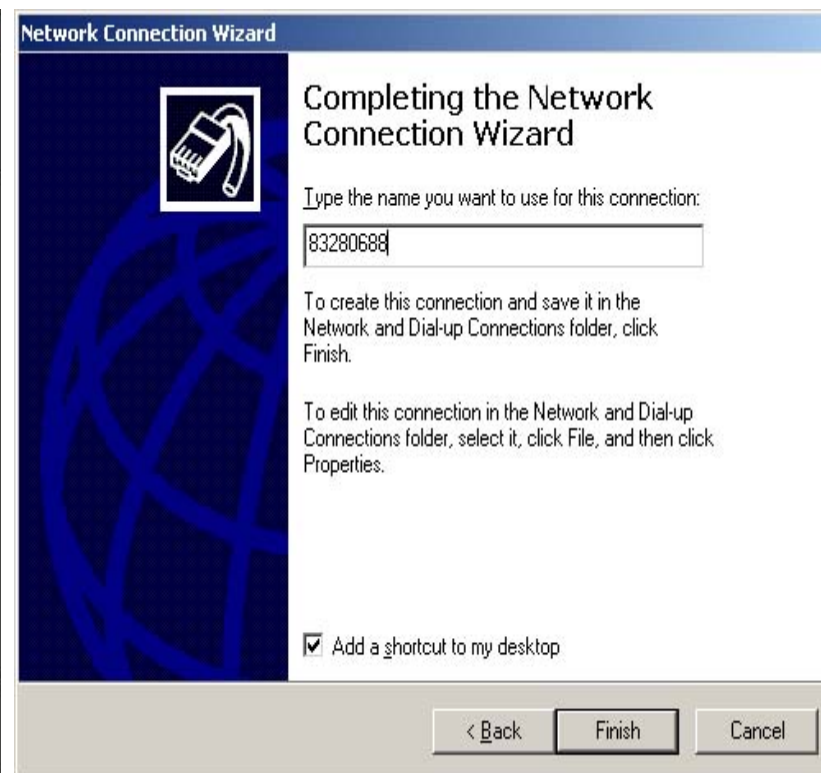 Network Connection Wizard
Completing the Network
Connection Wizard
Type the name you want to use for this connection:
83280688
To create this connection and save it in the
Network and Dial-up Connections folder, click
Finish.
To edit this connection in the Network and Dial-up
Connections folder, select it, click File, and then click
Properties.
Add a shortcut to my desktop
< Back Finish Cancel